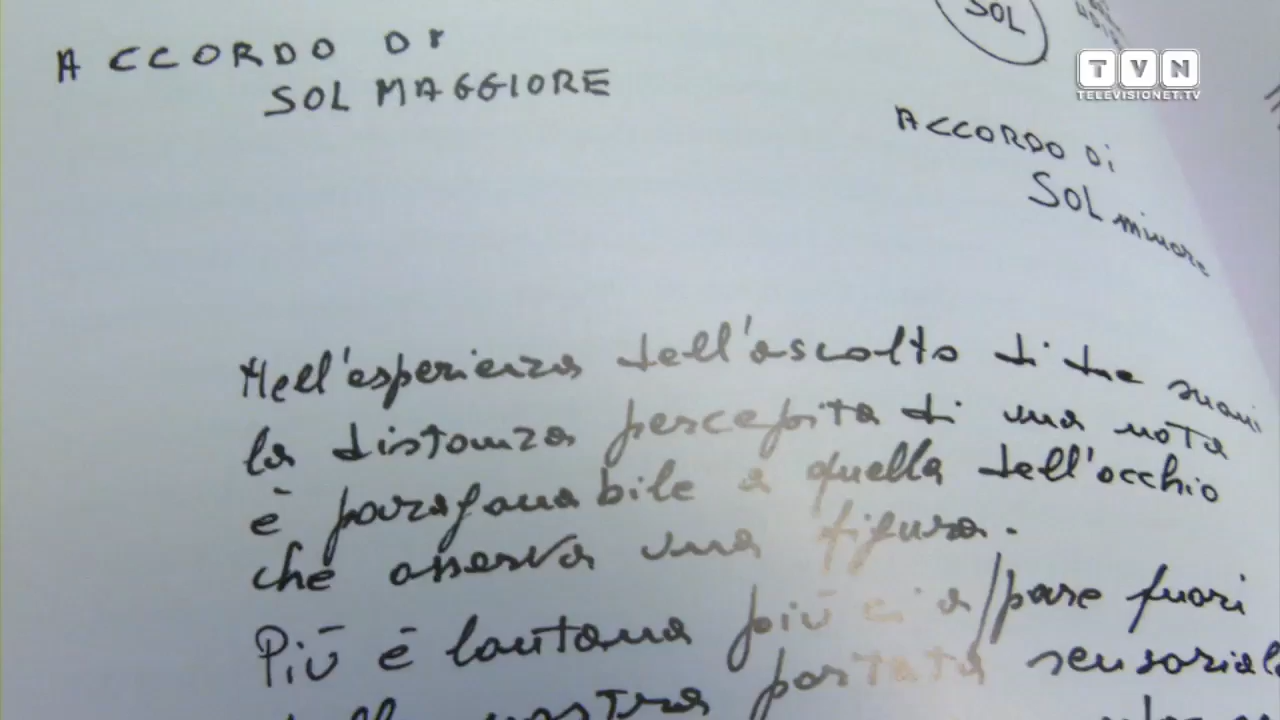 SOL
TVN
TELEVISIONET.TV
ACCORDO DI
SOL MAGGIORE
ACCORDO Di
SOL minore
Nell'esperienza dell'ascolto di tre suoni
la distanza percepita di una nota
è paragonabile a quella dell'occhio
che osserva una figura.
Più è lontana più ci appare fuori
della nostra portata sensoriale